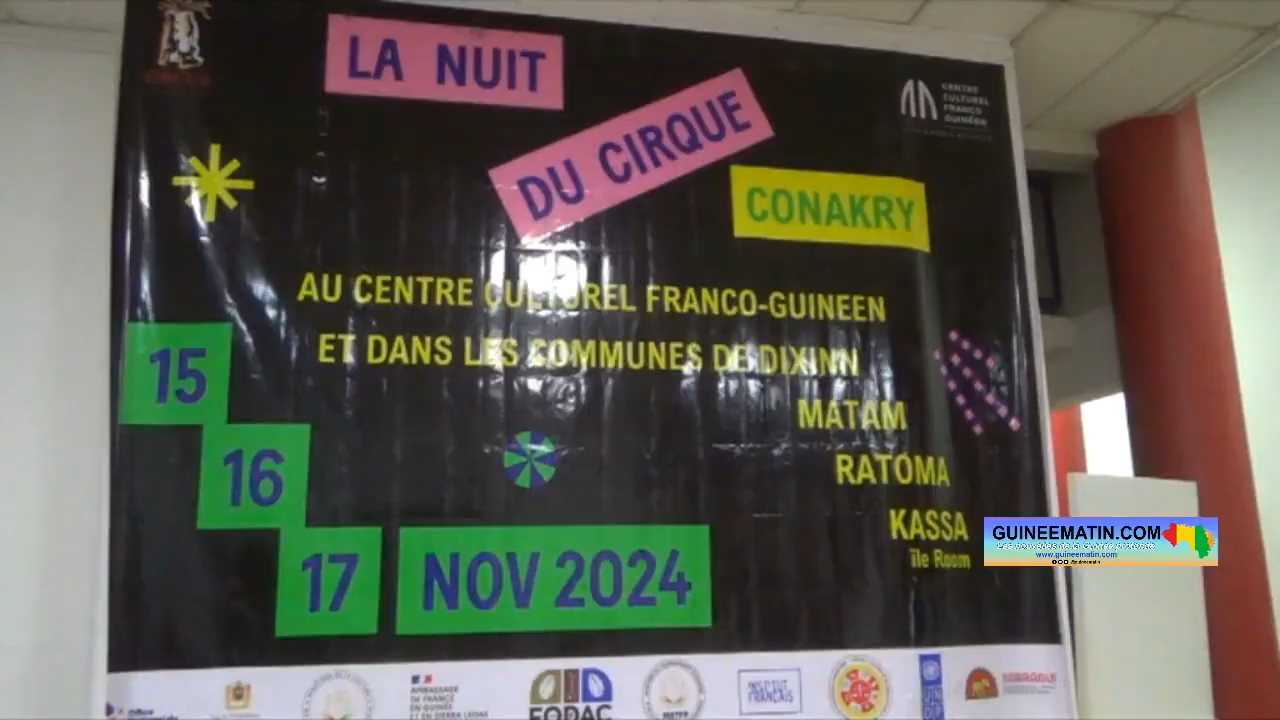 LA NUIT
DU CIRQUE
CONAKRY
CENTRE
CULTUREL
FRANCO
GUINÉEN
AU CENTRE CULTUREL FRANCO-GUINEEN
ET DANS LES COMMUNES DE DIXINN
MATAM
RATOMA
KASSA
île Room
15
16
17 NOV 2024
GUINEEMATIN.COM
www.guineematin.com
AMBASSADE
DE FRANCE
EN GUINÉE
ET EN SIERRA LEONE
FODAC
INSTITUT
FRANÇAIS